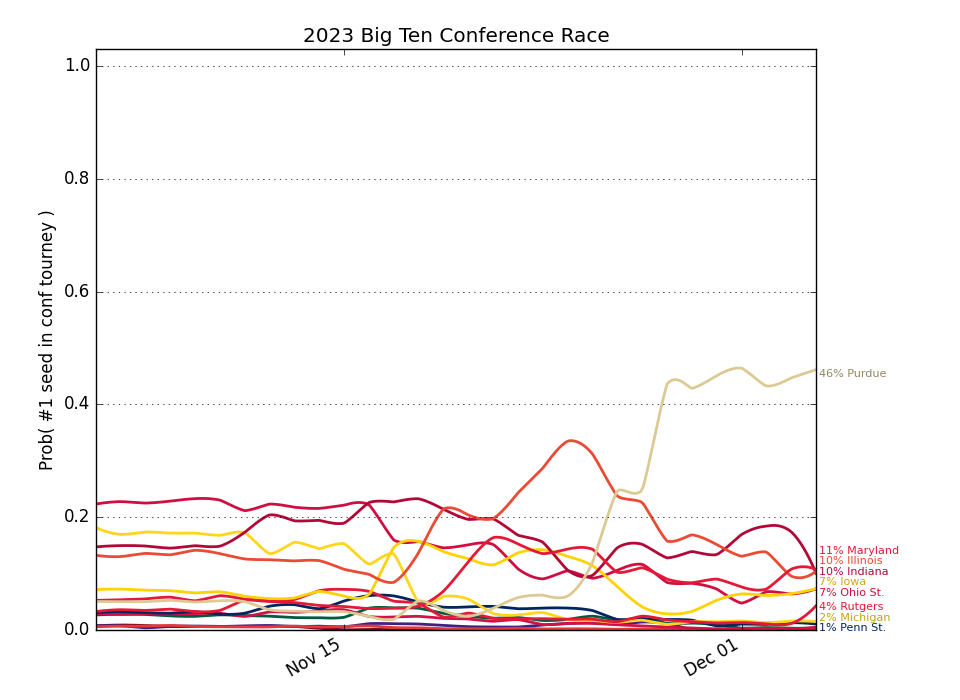 2023 Big Ten Conference Race
Prob( #1 seed in conf tourney )
1.0
0.8
0.6
0.4
0.2
0.0
Nov 15
Dec 01
46% Purdue
11% Maryland
10% Illinois
10% Indiana
7% Iowa
7% Ohio St.
4% Rutgers
2% Michigan
1% Penn St.